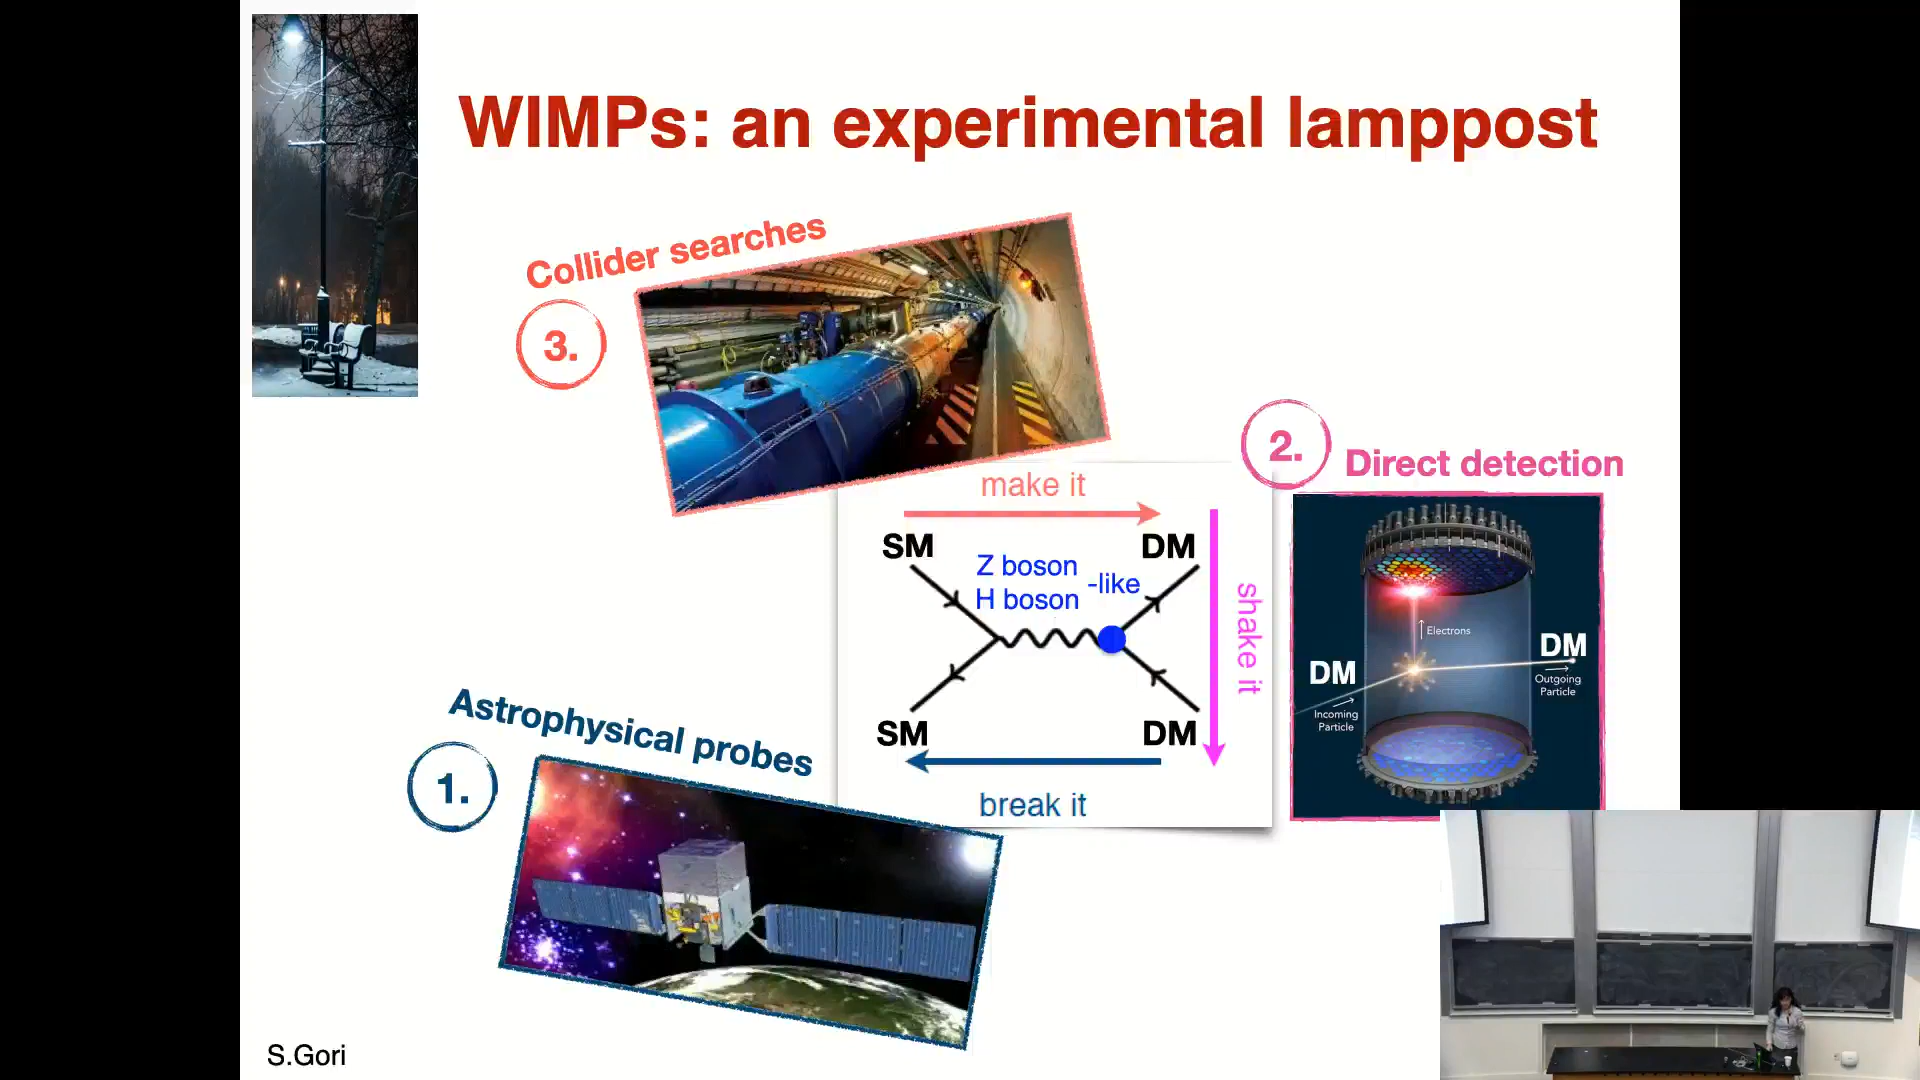 WIMPs: an experimental lamppost
Collider searches
3.
2.
Direct detection
make it
SM
DM
Z boson
H boson
-like
shake it
SM
DM
break it
Electrons
DM
DM
Outgoing
Particle
Incoming
Particle
Astrophysical probes
1.
S.Gori